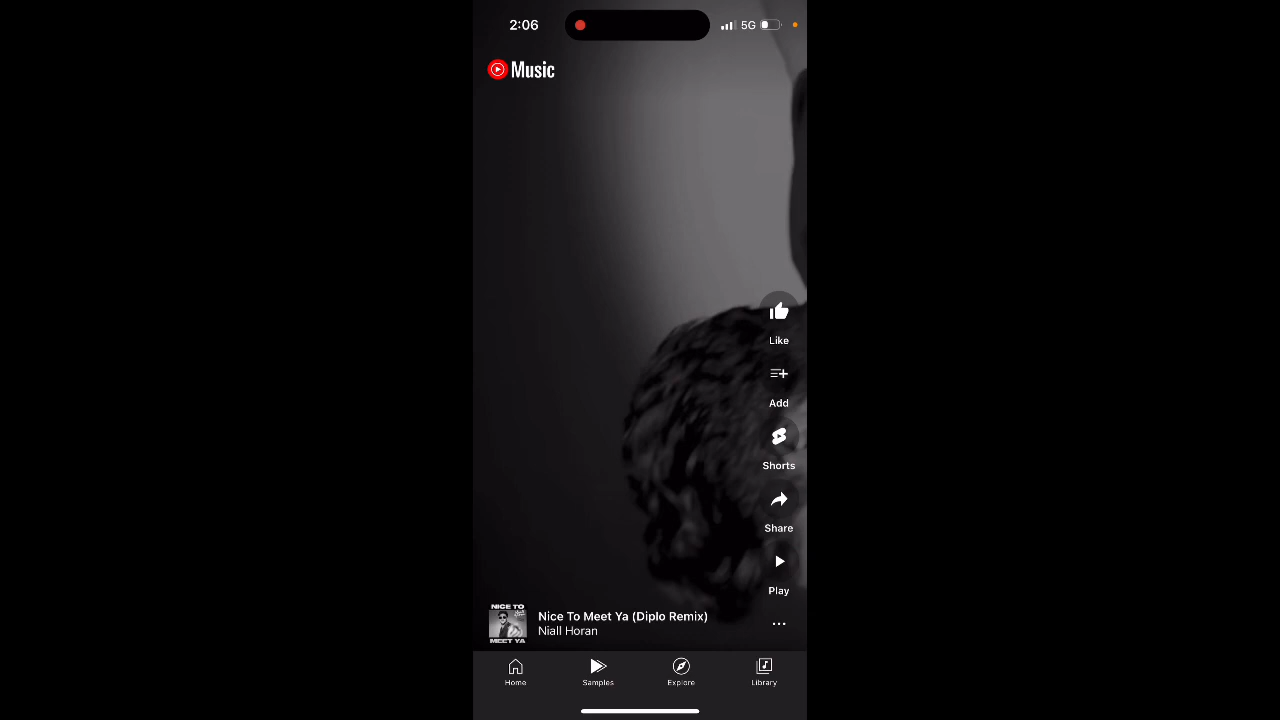 2:06
5G
Music
Like
Add
Shorts
Share
Play
NICE TO
MEET YA
Nice To Meet Ya (Diplo Remix)
Niall Horan
Home
Samples
Explore
Library